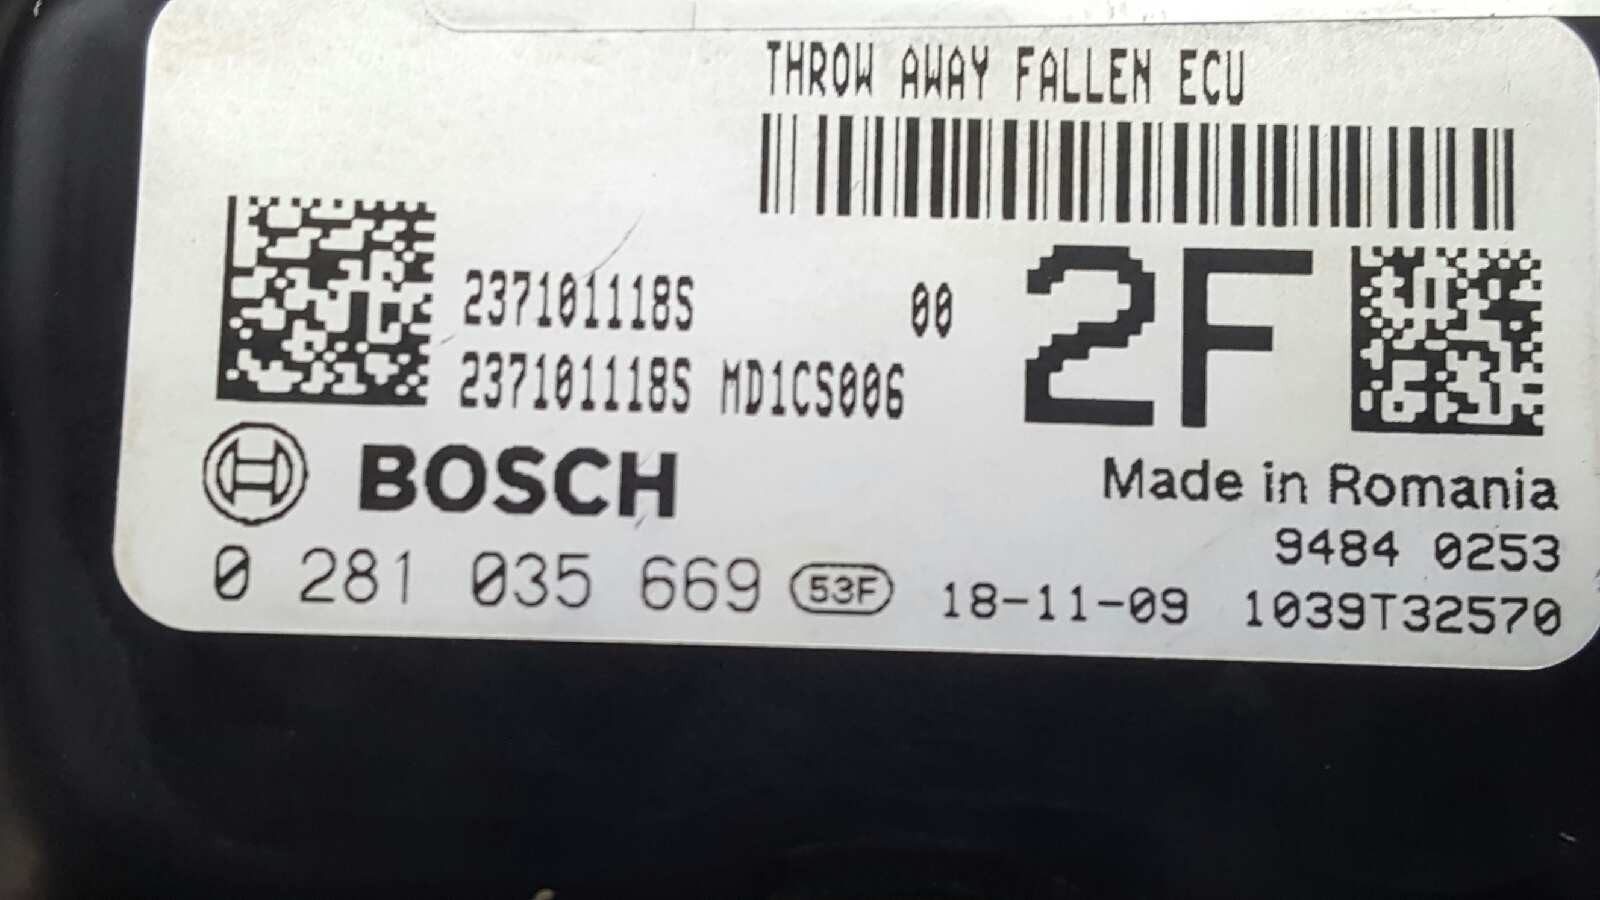 THROW AWAY FALLEN ECU
237101118S 00
237101118S MD1CS006
2F
BOSCH
Made in Romania
9484 0253
0 281 035 669 53F 18-11-09 1039T32570